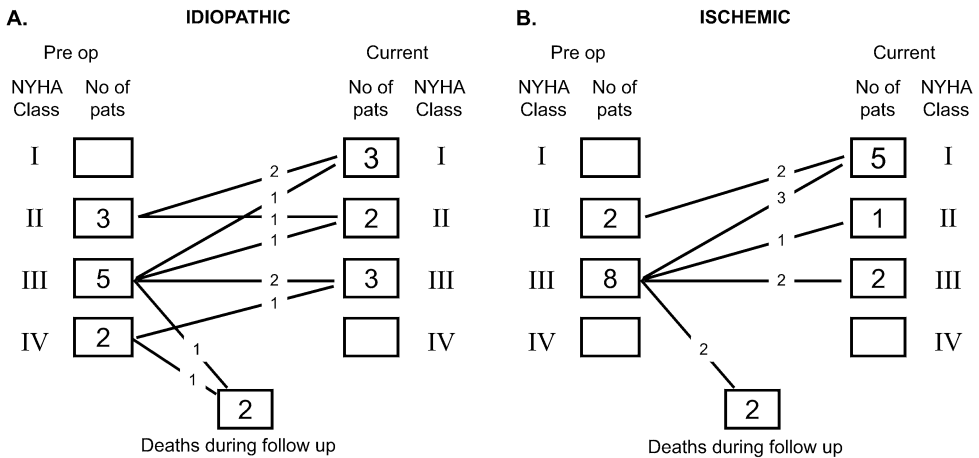 A.
IDIOPATHIC
Pre op
Current
NYHA Class
No of pats
No of pats
NYHA Class
I
3
I
2
1
II
3
1
2
II
1
III
5
2
3
III
1
IV
2
IV
1
1
2
Deaths during follow up
B.
ISCHEMIC
Pre op
Current
NYHA Class
No of pats
No of pats
NYHA Class
I
5
I
2
3
II
2
1
II
1
III
8
2
2
III
IV
IV
2
2
Deaths during follow up